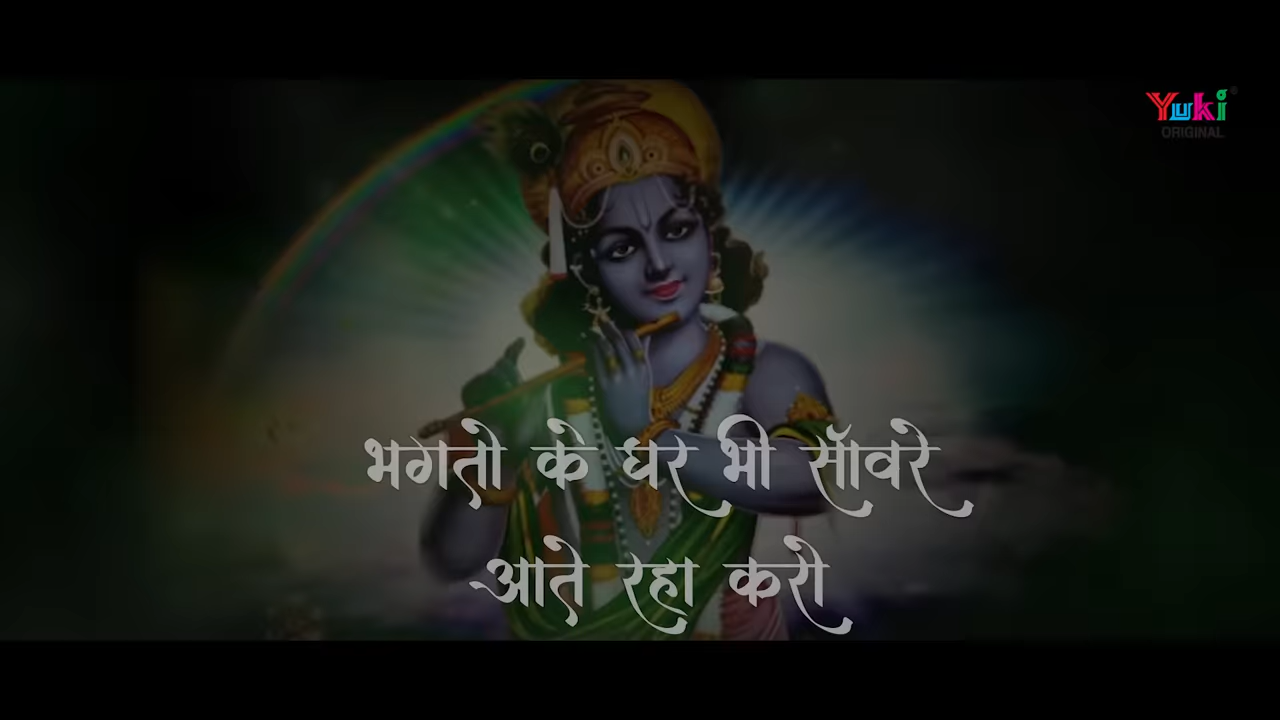 Yuki
ORIGINAL
भगतो के घर भी सॉवरे
आते रहा करो